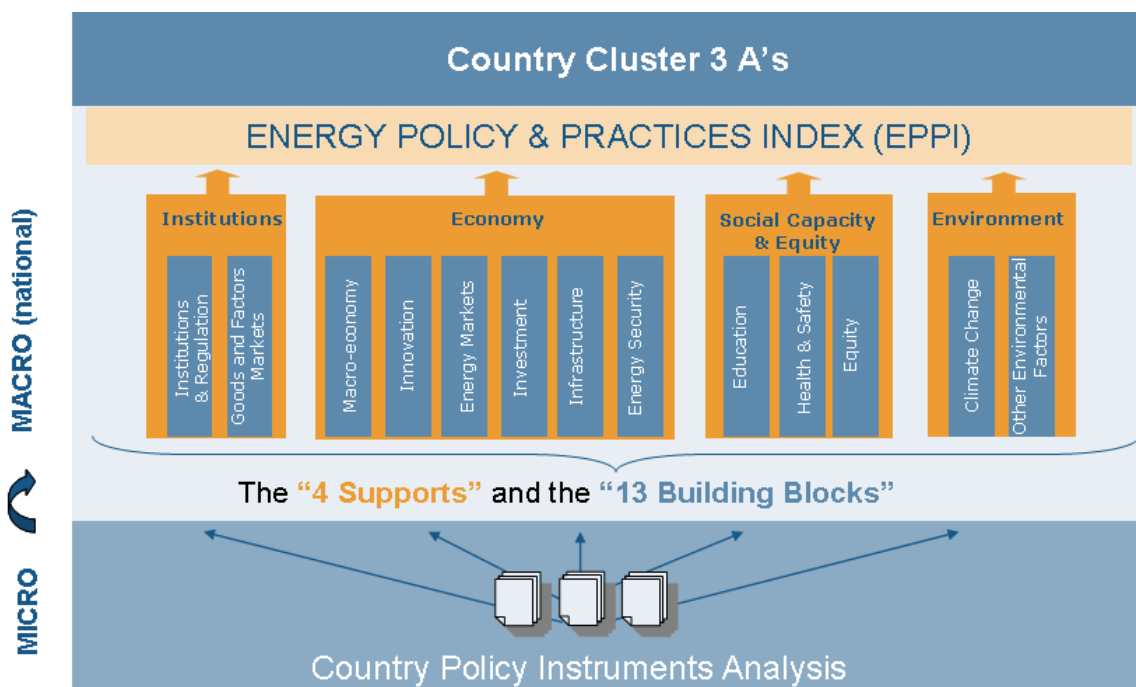 Country Cluster 3 A's
ENERGY POLICY & PRACTICES INDEX (EPPI)
Institutions
Economy
Social Capacity
& Equity
Environment
Institutions
& Regulation
Goods and Factors
Markets
Macro-economy
Innovation
Energy Markets
Investment
Infrastructure
Energy Security
Education
Health & Safety
Equity
Climate Change
Other Environmental
Factors
The “4 Supports” and the “13 Building Blocks”
Country Policy Instruments Analysis
MACRO (national)
MICRO